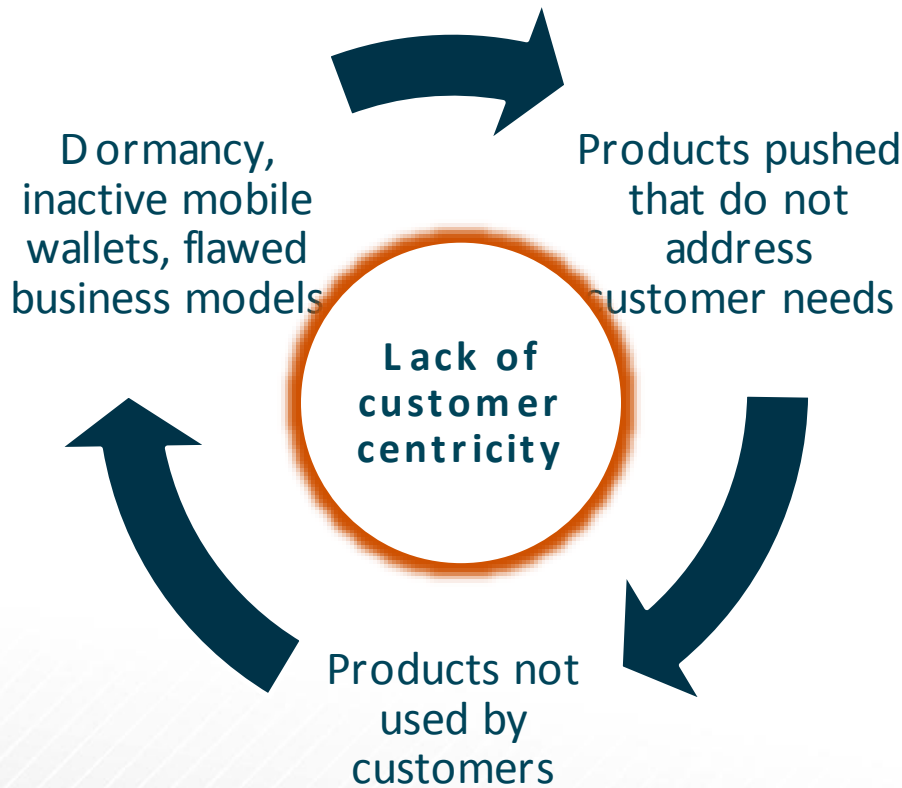 Dormancy,
inactive mobile
wallets, flawed
business models
Products pushed
that do not
address
customer needs
Lack of
customer
centricity
Products not
used by
customers